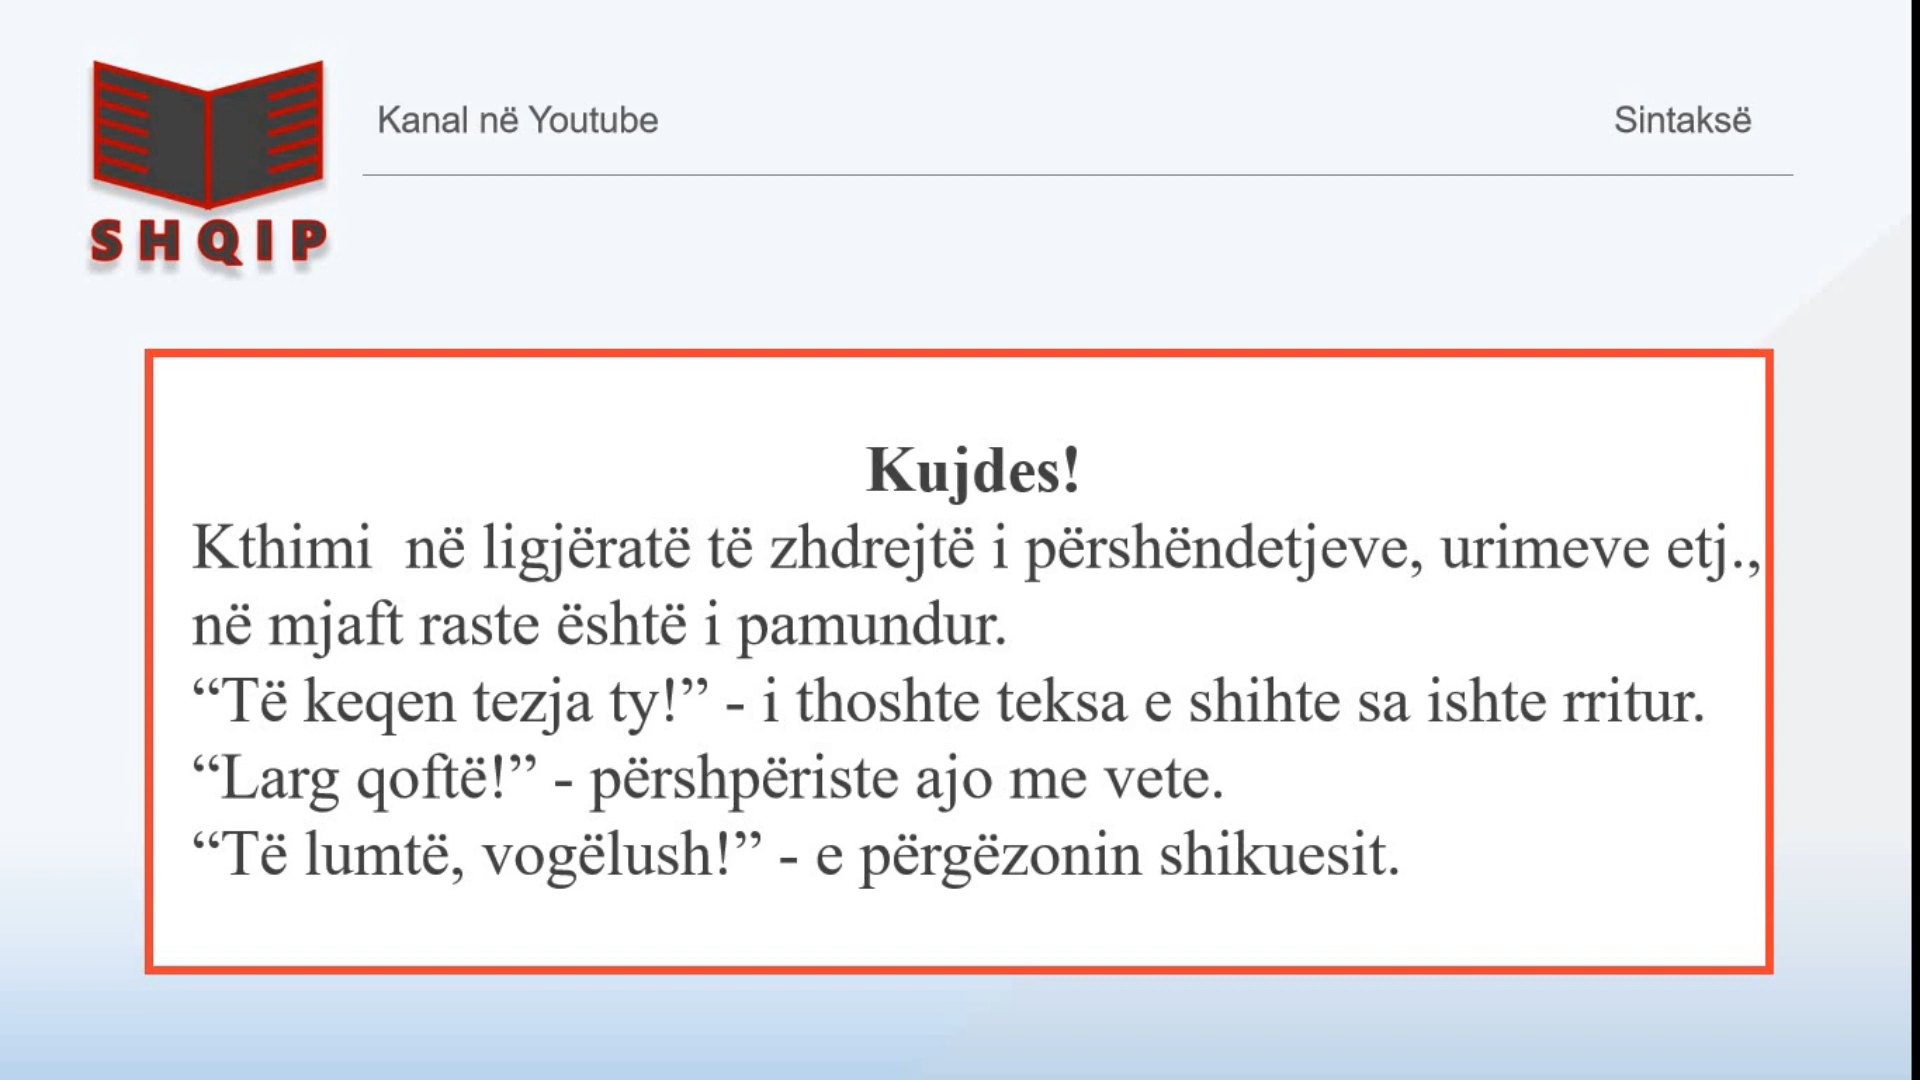 SHQIP
Kanal në Youtube
Sintaksë
Kujdes!
Kthimi në ligjëratë të zhdrejtë i përshëndetjeve, urimeve etj.,
në mjaft raste është i pamundur.
“Të keqen tezja ty!” - i thoshte teksa e shihte sa ishte rritur.
“Larg qoftë!” - përshpëriste ajo me vete.
“Të lumtë, vogëlush!” - e përgëzonin shikuesit.